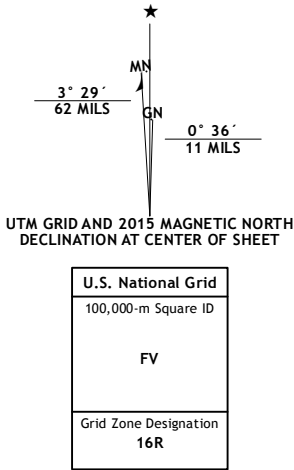 ★
MN
3° 29´
62 MILS
GN
0° 36´
11 MILS
UTM GRID AND 2015 MAGNETIC NORTH
DECLINATION AT CENTER OF SHEET
U.S. National Grid
100,000-m Square ID
FV
Grid Zone Designation
16R